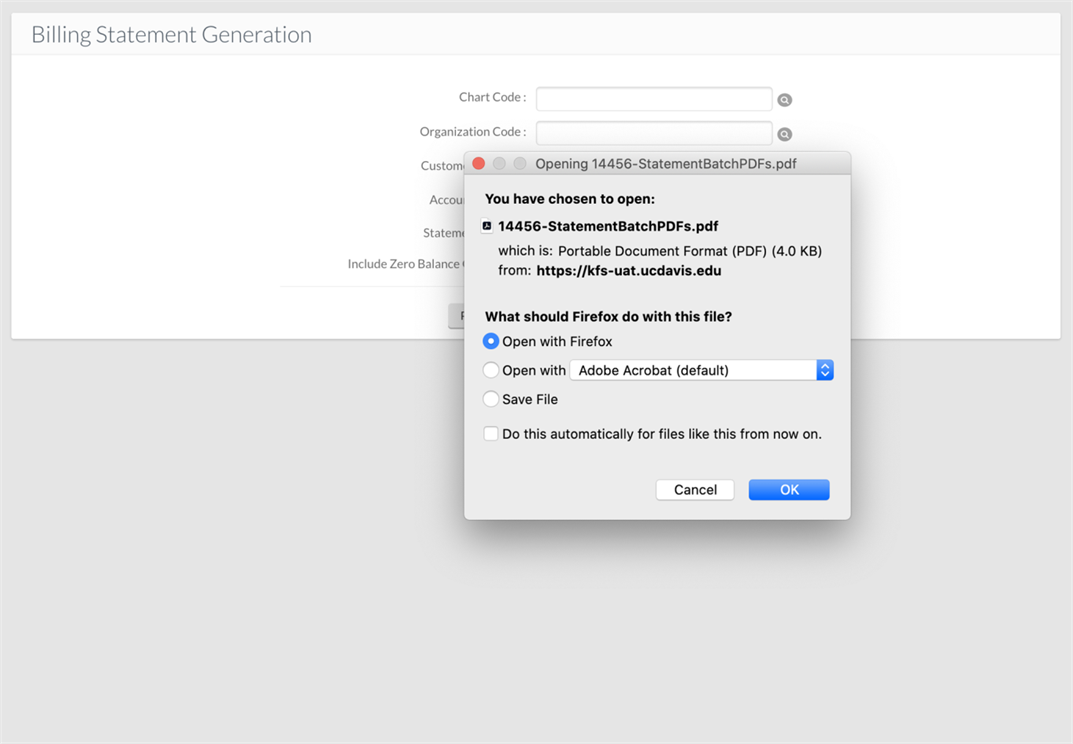 Billing Statement Generation
Chart Code :
Organization Code :
Opening 14456-StatementBatchPDFs.pdf
You have chosen to open:
14456-StatementBatchPDFs.pdf
which is: Portable Document Format (PDF) (4.0 KB)
from: https://kfs-uat.ucdavis.edu
Include Zero Balance
What should Firefox do with this file?
Open with Firefox
Open with Adobe Acrobat (default)
Save File
Do this automatically for files like this from now on.
Cancel OK